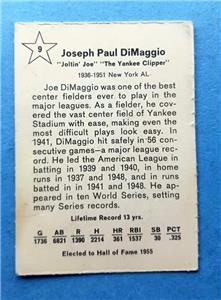 9
Joseph Paul DiMaggio
"Joltin' Joe" "The Yankee Clipper"
1936-1951 New York AL
Joe DiMaggio was one of the best
center fielders ever to play in the
major leagues. As a fielder, he cov-
ered the vast center field of Yankee
Stadium with ease, making even the
most difficult plays look easy. In
1941, DiMaggio hit safely in 56 con-
secutive games—a major league rec-
ord. He led the American League in
batting in 1939 and 1940, in home
runs in 1937 and 1948, and in runs
batted in in 1941 and 1948. He ap-
peared in ten World Series, setting
many Series records.
Lifetime Record 13 yrs.
G AB R H HR RBI SB PCT
1736 6821 1390 2214 361 1537 30 .325
Elected to Hall of Fame 1955